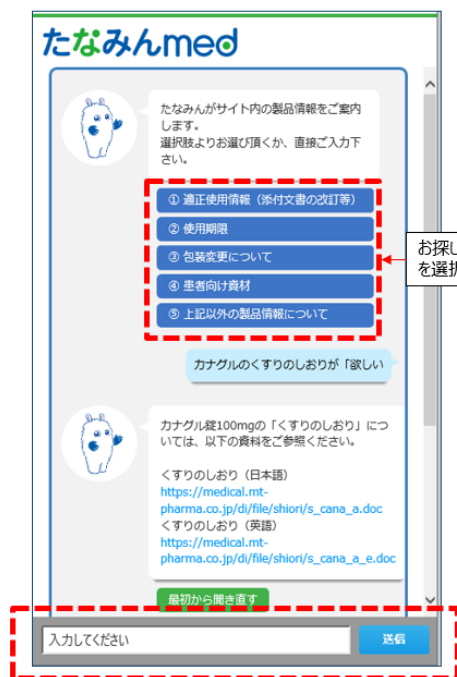 たなみんmed
たなみんがサイト内の製品情報をご案内
します。
選択肢よりお選び頂くか、直接ご入力下
さい。
① 適正使用情報（添付文書の改訂等）
② 使用期限
③ 包装変更について
④ 患者向け資材
⑤ 上記以外の製品情報について
お探し
を選択
カナグルのくすりのしおりが「欲しい
カナグル錠100mgの「くすりのしおり」につ
いては、以下の資料をご参照ください。
くすりのしおり（日本語）
https://medical.mt-
pharma.co.jp/di/file/shiori/s_cana_a.doc
くすりのしおり（英語）
https://medical.mt-
pharma.co.jp/di/file/shiori/s_cana_a_e.doc
最初から聞き直す
入力してください
送信